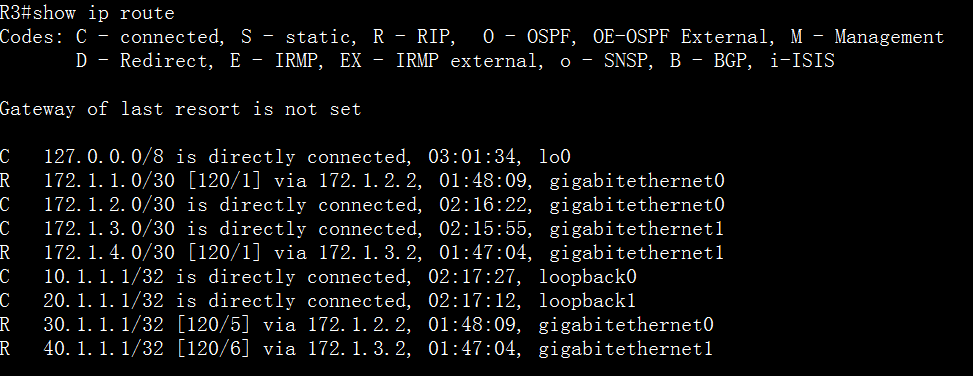 R3#show ip route
Codes: C - connected, S - static, R - RIP,  O - OSPF, OE-OSPF External, M - Management
       D - Redirect, E - IRMP, EX - IRMP external, o - SNSP, B - BGP, i-ISIS
Gateway of last resort is not set
C   127.0.0.0/8 is directly connected, 03:01:34, lo0
R   172.1.1.0/30 [120/1] via 172.1.2.2, 01:48:09, gigabitethernet0
C   172.1.2.0/30 is directly connected, 02:16:22, gigabitethernet0
C   172.1.3.0/30 is directly connected, 02:15:55, gigabitethernet1
R   172.1.4.0/30 [120/1] via 172.1.3.2, 01:47:04, gigabitethernet1
C   10.1.1.1/32 is directly connected, 02:17:27, loopback0
C   20.1.1.1/32 is directly connected, 02:17:12, loopback1
R   30.1.1.1/32 [120/5] via 172.1.2.2, 01:48:09, gigabitethernet0
R   40.1.1.1/32 [120/6] via 172.1.3.2, 01:47:04, gigabitethernet1